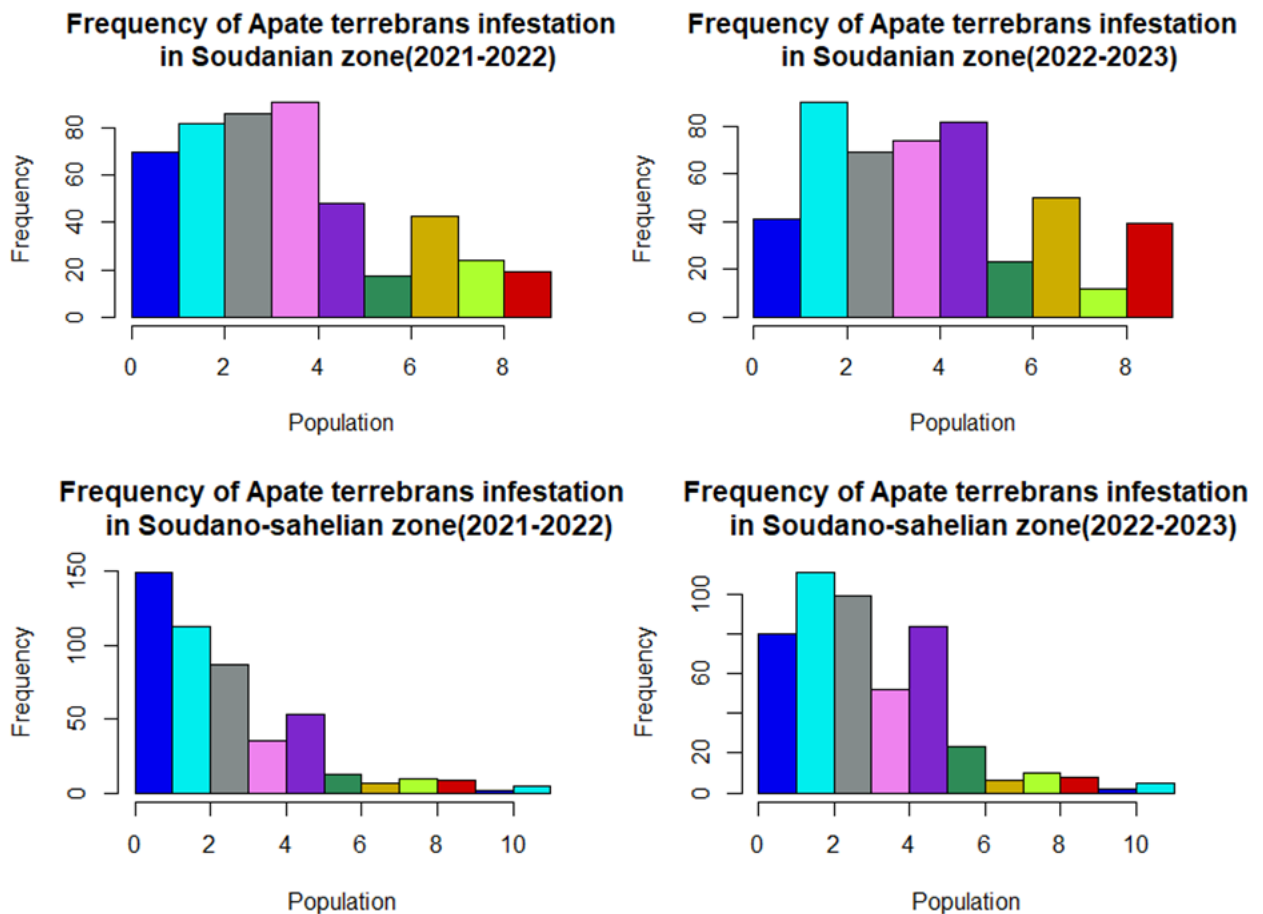 Frequency of Apate terrebrans infestation
in Soudanian zone(2021-2022)
Frequency
0
20
40
60
80
0
2
4
6
8
Population
Frequency of Apate terrebrans infestation
in Soudanian zone(2022-2023)
Frequency
0
20
40
60
80
0
2
4
6
8
Population
Frequency of Apate terrebrans infestation
in Soudano-sahelian zone(2021-2022)
Frequency
0
50
100
150
0
2
4
6
8
10
Population
Frequency of Apate terrebrans infestation
in Soudano-sahelian zone(2022-2023)
Frequency
0
20
60
100
0
2
4
6
8
10
Population